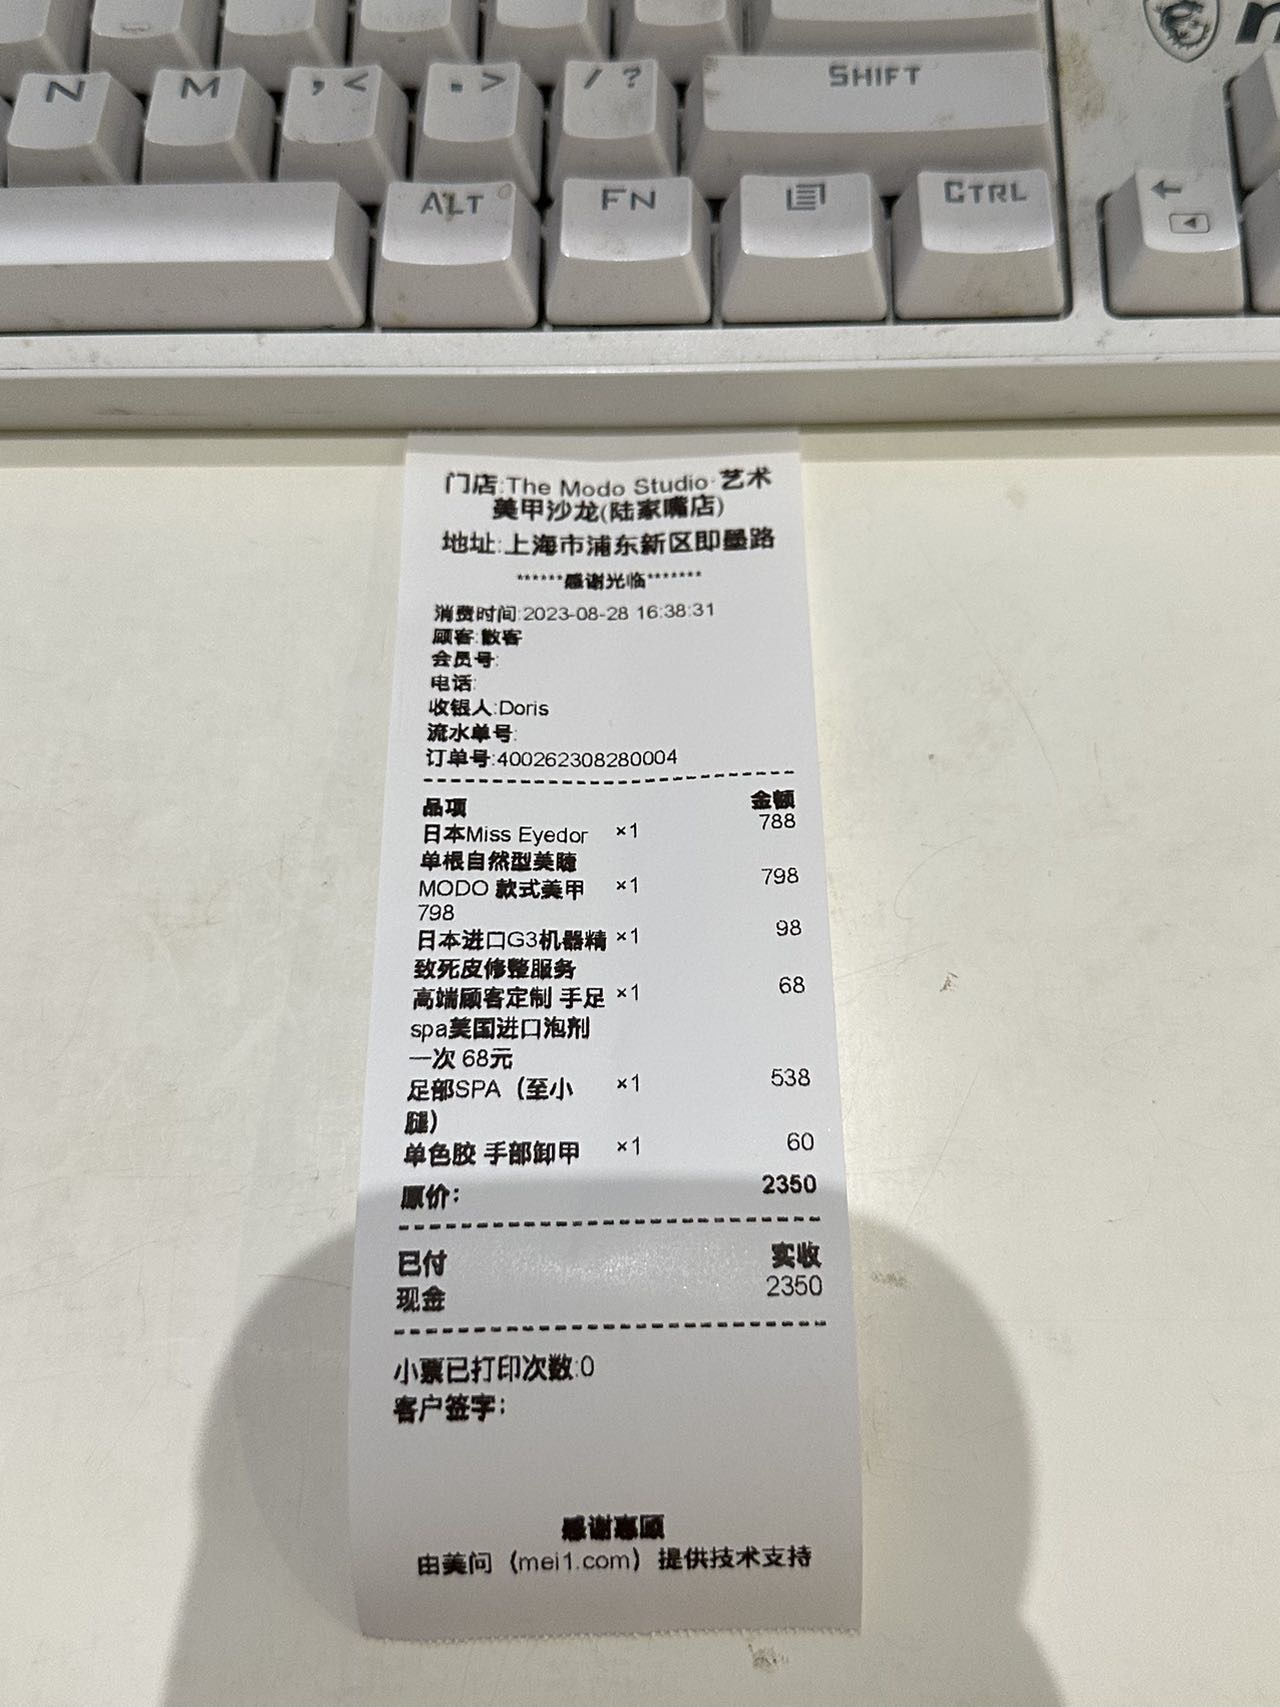 N M , < . > / ? SHIFT
ALT FN CTRL
门店:The Modo Studio·艺术
美甲沙龙(陆家嘴店)
地址:上海市浦东新区即墨路
******感谢光临*******
消费时间:2023-08-28 16:38:31
顾客:散客
会员号:
电话:
收银人:Doris
流水单号:
订单号:400262308280004
品项 金额
日本Miss Eyedor ×1 788
单根自然型美睫
MODO 款式美甲 ×1 798
798
日本进口G3机器精 ×1 98
致死皮修整服务
高端顾客定制 手足 ×1 68
spa美国进口泡剂
一次 68元
足部SPA（至小 ×1 538
腿）
单色胶 手部卸甲 ×1 60
原价： 2350
已付 实收
现金 2350
小票已打印次数:0
客户签字：
感谢惠顾
由美问（mei1.com）提供技术支持